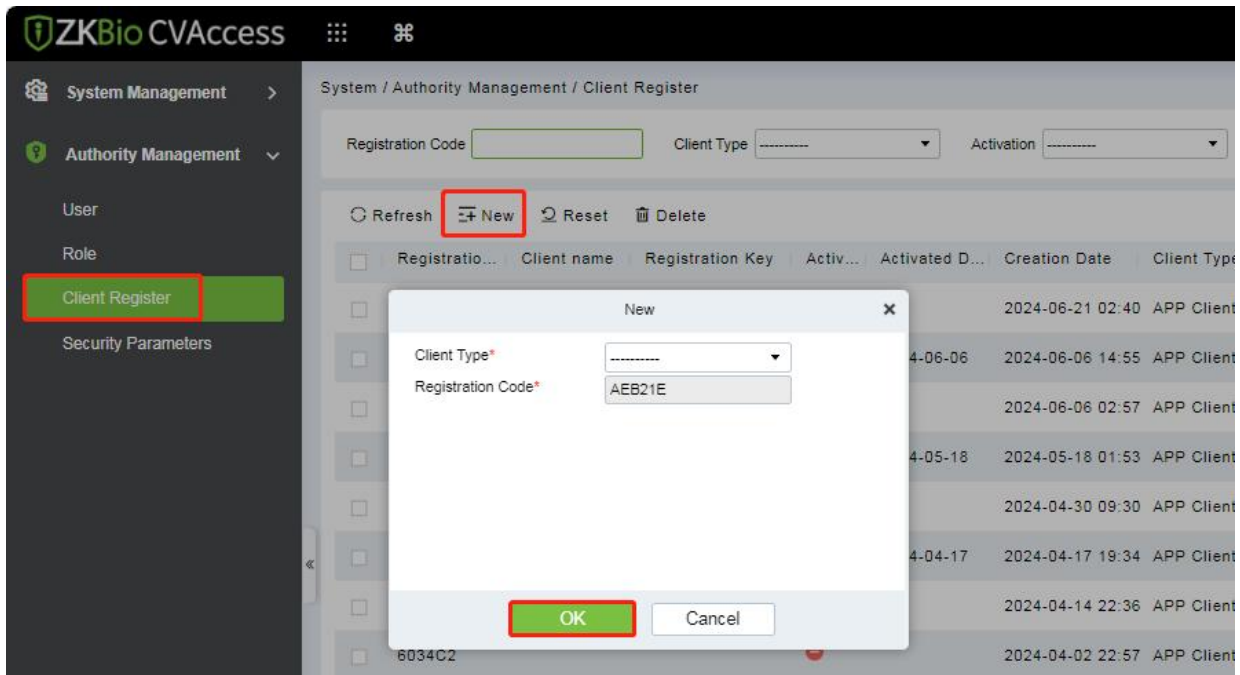 ZKBio CVAccess
System Management
System / Authority Management / Client Register
Registration Code
Client Type ----------
Activation ----------
Authority Management
User
Role
Client Register
Security Parameters
Refresh New Reset Delete
Registratio... Client name Registration Key Activ... Activated D... Creation Date Client Type
2024-06-21 02:40 APP Client
4-06-06 2024-06-06 14:55 APP Client
2024-06-06 02:57 APP Client
4-05-18 2024-05-18 01:53 APP Client
2024-04-30 09:30 APP Client
4-04-17 2024-04-17 19:34 APP Client
2024-04-14 22:36 APP Client
6034C2 2024-04-02 22:57 APP Client
New
Client Type* ----------
Registration Code* AEB21E
OK Cancel